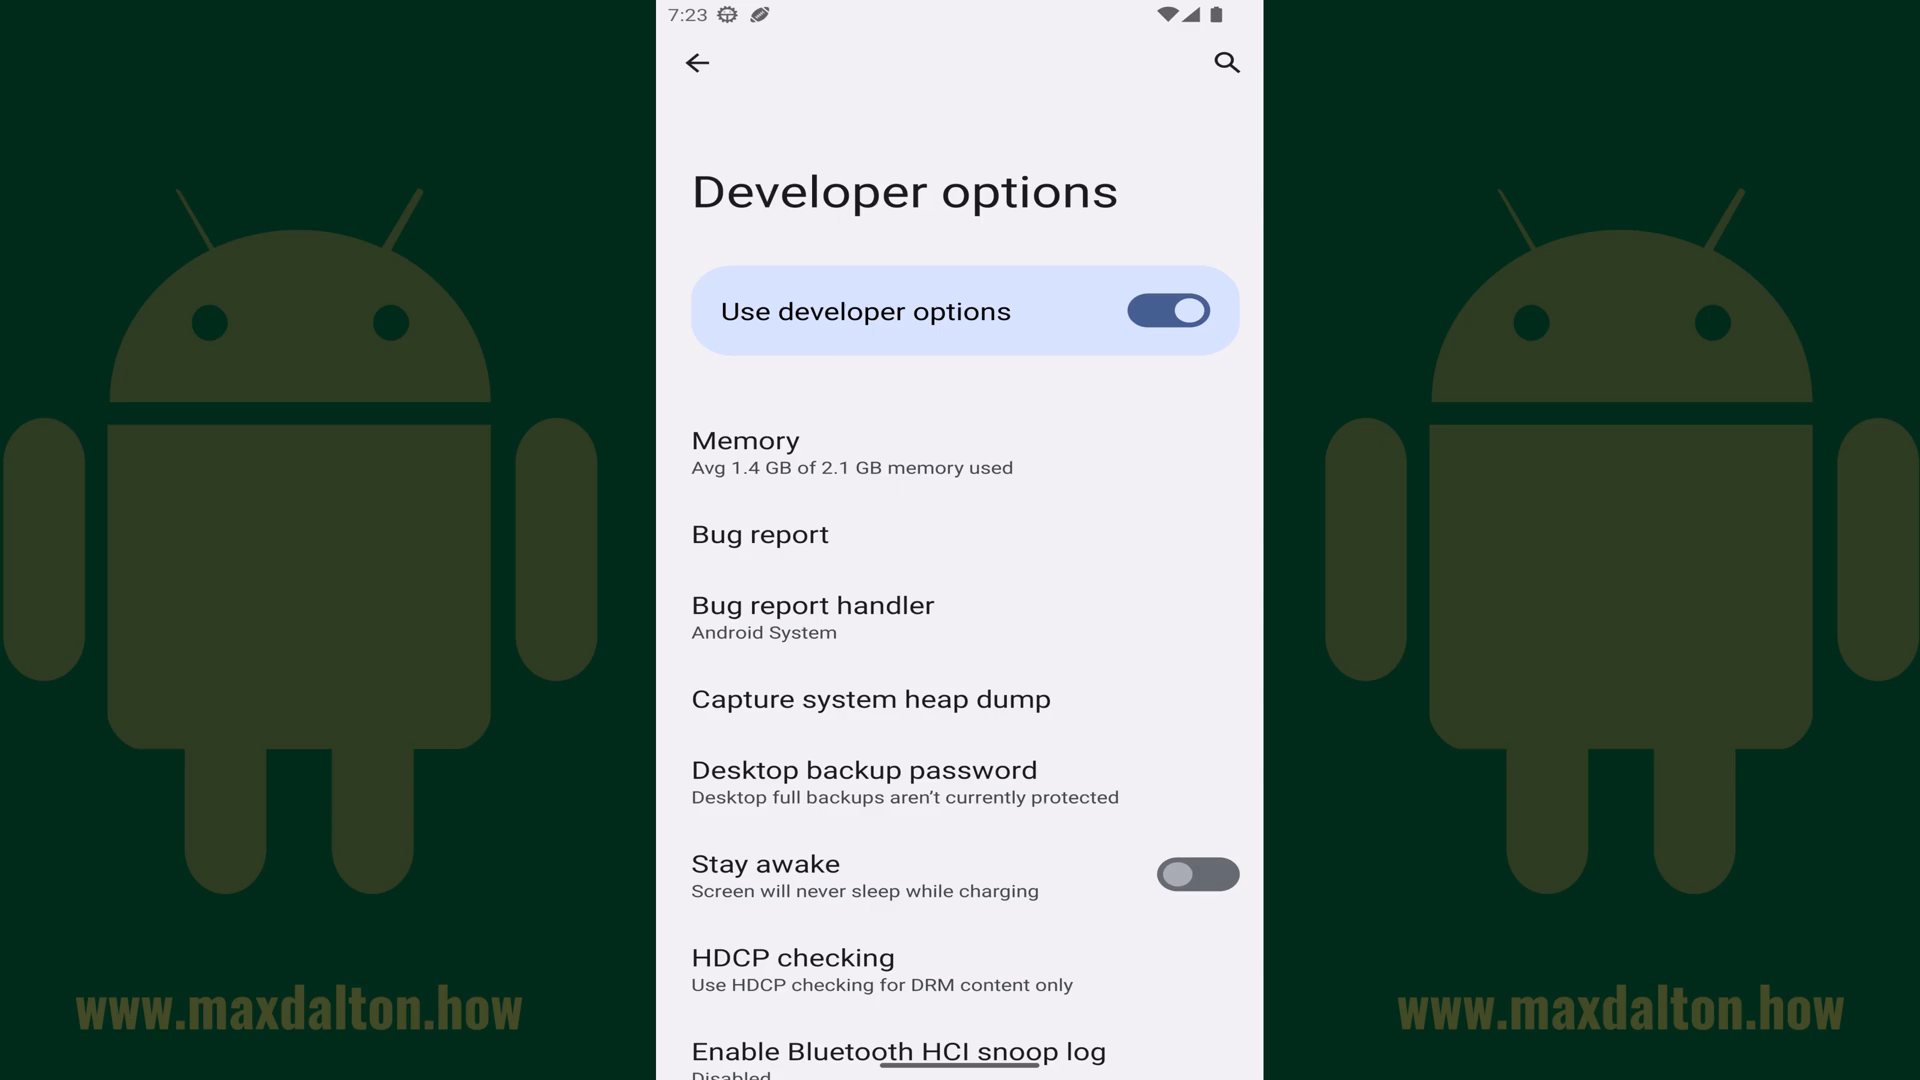 7:23
Developer options
Use developer options
Memory
Avg 1.4 GB of 2.1 GB memory used
Bug report
Bug report handler
Android System
Capture system heap dump
Desktop backup password
Desktop full backups aren’t currently protected
Stay awake
Screen will never sleep while charging
HDCP checking
Use HDCP checking for DRM content only
Enable Bluetooth HCI snoop log
Disabled
www.maxdalton.how
www.maxdalton.how